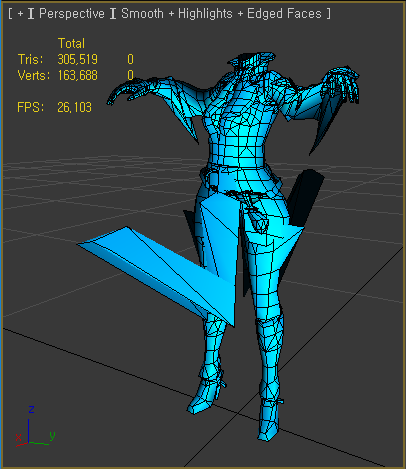 [ + ][ Perspective ][ Smooth + Highlights + Edged Faces ]
Total
Tris: 305,519 0
Verts: 163,688 0
FPS: 26,103
z
y